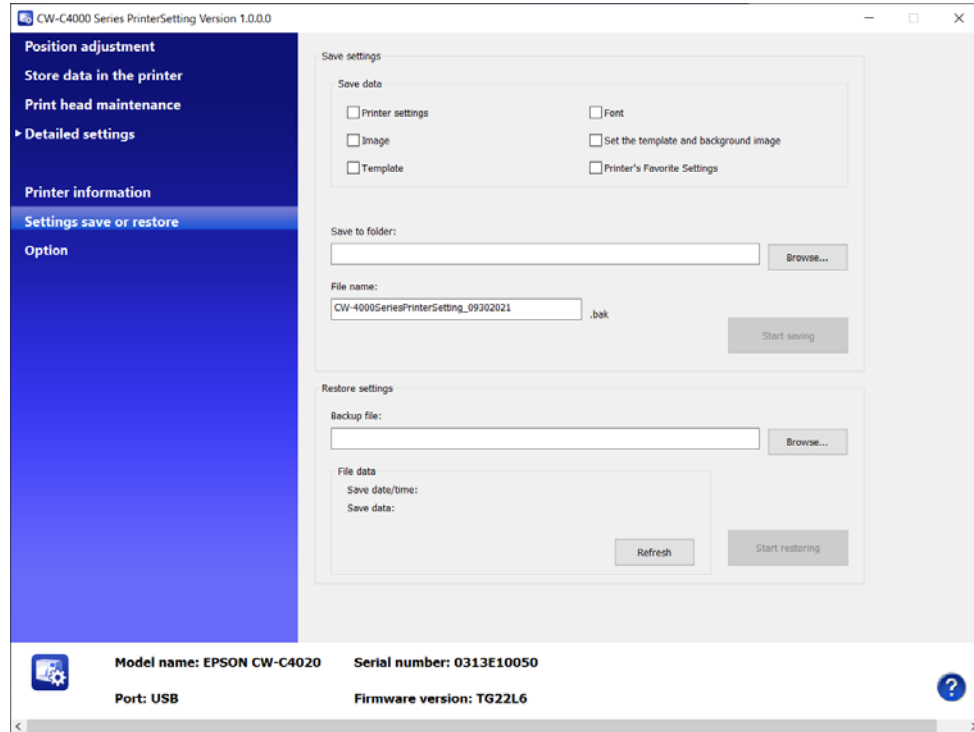 CW-C4000 Series PrinterSetting Version 1.0.0.0
Position adjustment
Store data in the printer
Print head maintenance
Detailed settings
Printer information
Settings save or restore
Option
Save settings
Save data
Printer settings
Font
Image
Set the template and background image
Template
Printer's Favorite Settings
Save to folder:
Browse...
File name:
CW-4000SeriesPrinterSetting_09302021
.bak
Start saving
Restore settings
Backup file:
Browse...
File data
Save date/time:
Save data:
Refresh
Start restoring
Model name: EPSON CW-C4020
Serial number: 0313E10050
Port: USB
Firmware version: TG22L6
?